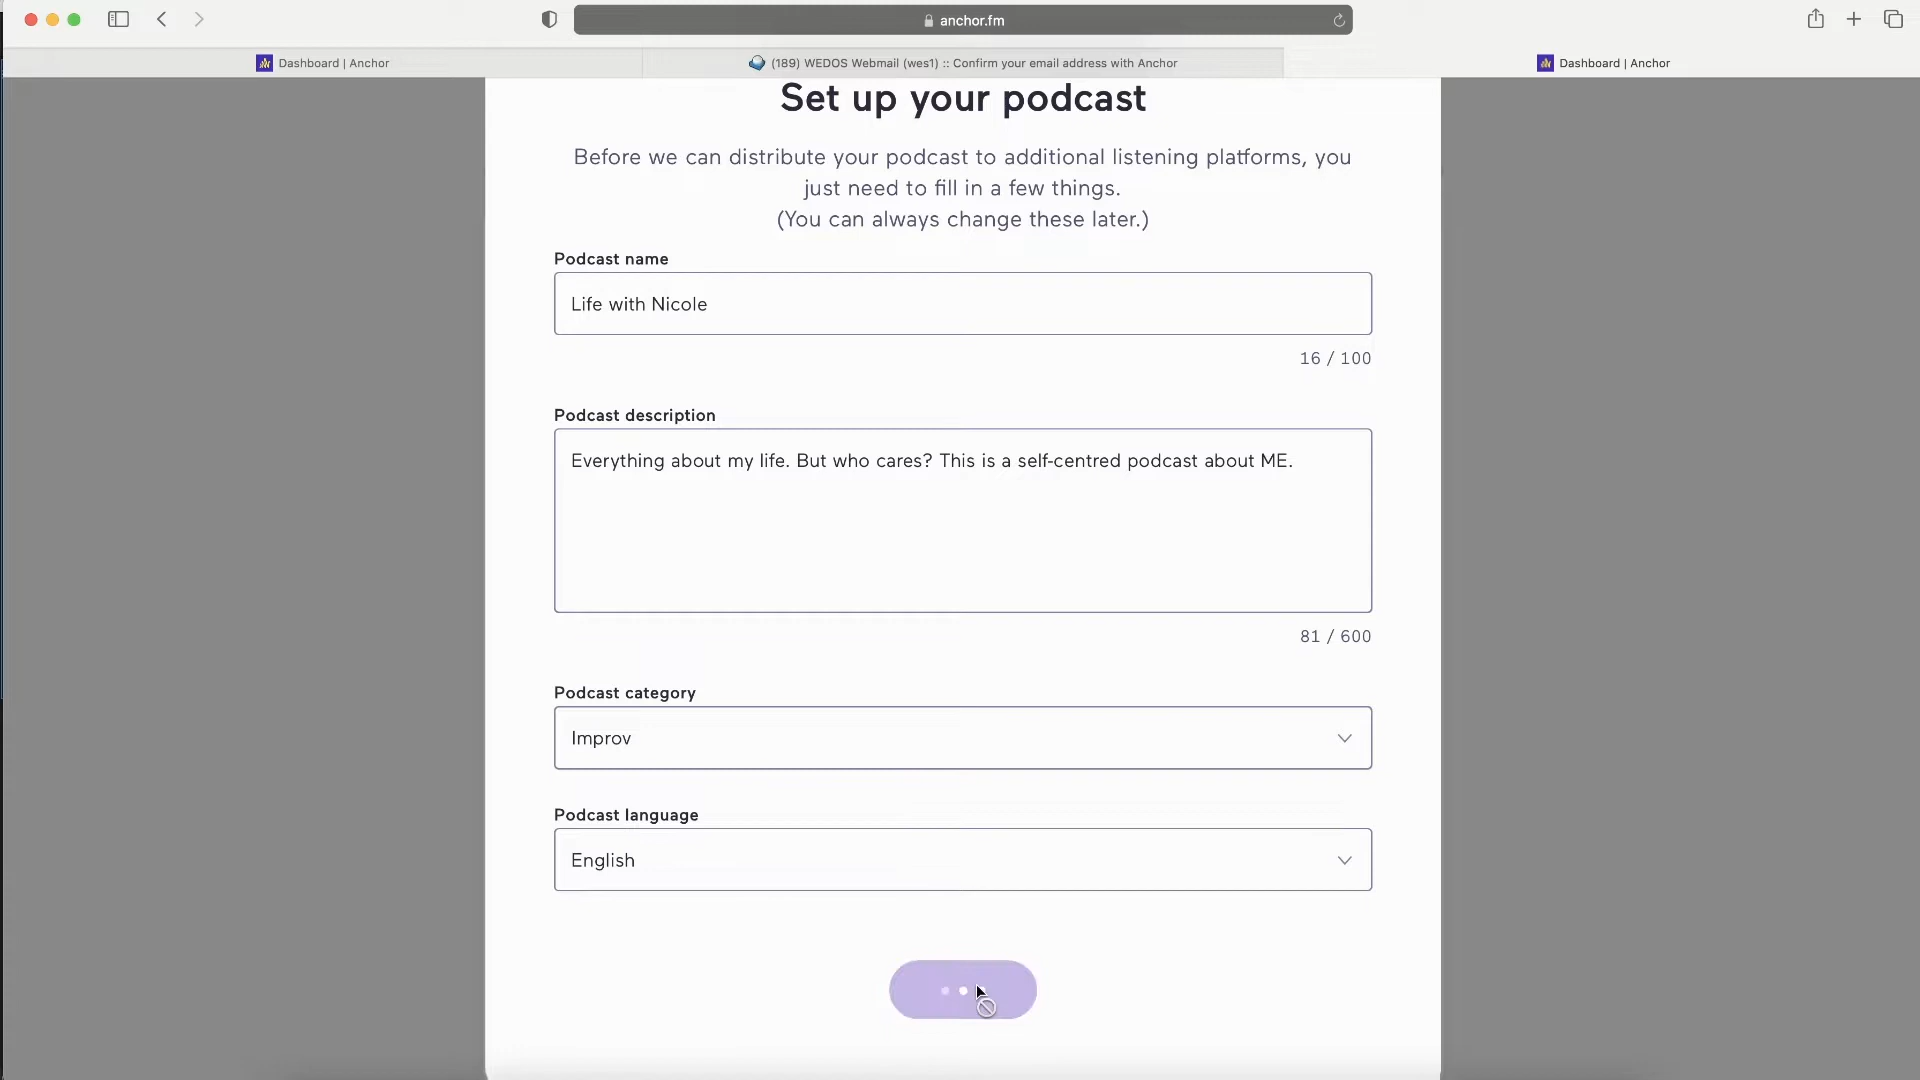 anchor.fm
Dashboard | Anchor
(189) WEDOS Webmail (wes1) :: Confirm your email address with Anchor
Dashboard | Anchor
Set up your podcast
Before we can distribute your podcast to additional listening platforms, you
just need to fill in a few things.
(You can always change these later.)
Podcast name
Life with Nicole
16 / 100
Podcast description
Everything about my life. But who cares? This is a self-centred podcast about ME.
81 / 600
Podcast category
Improv
Podcast language
English